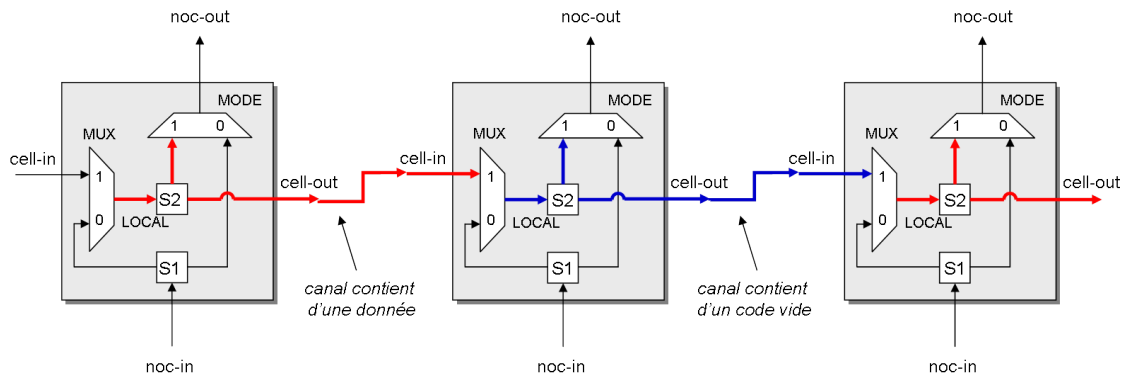 noc-out
noc-out
noc-out
MODE
MODE
MODE
1 0
1 0
1 0
MUX
MUX
MUX
cell-in
cell-in
cell-in
1
1
1
S2
cell-out
S2
cell-out
S2
cell-out
0
LOCAL
0
LOCAL
0
LOCAL
S1
S1
S1
canal contient
d'une donnée
canal contient
d'un code vide
noc-in
noc-in
noc-in